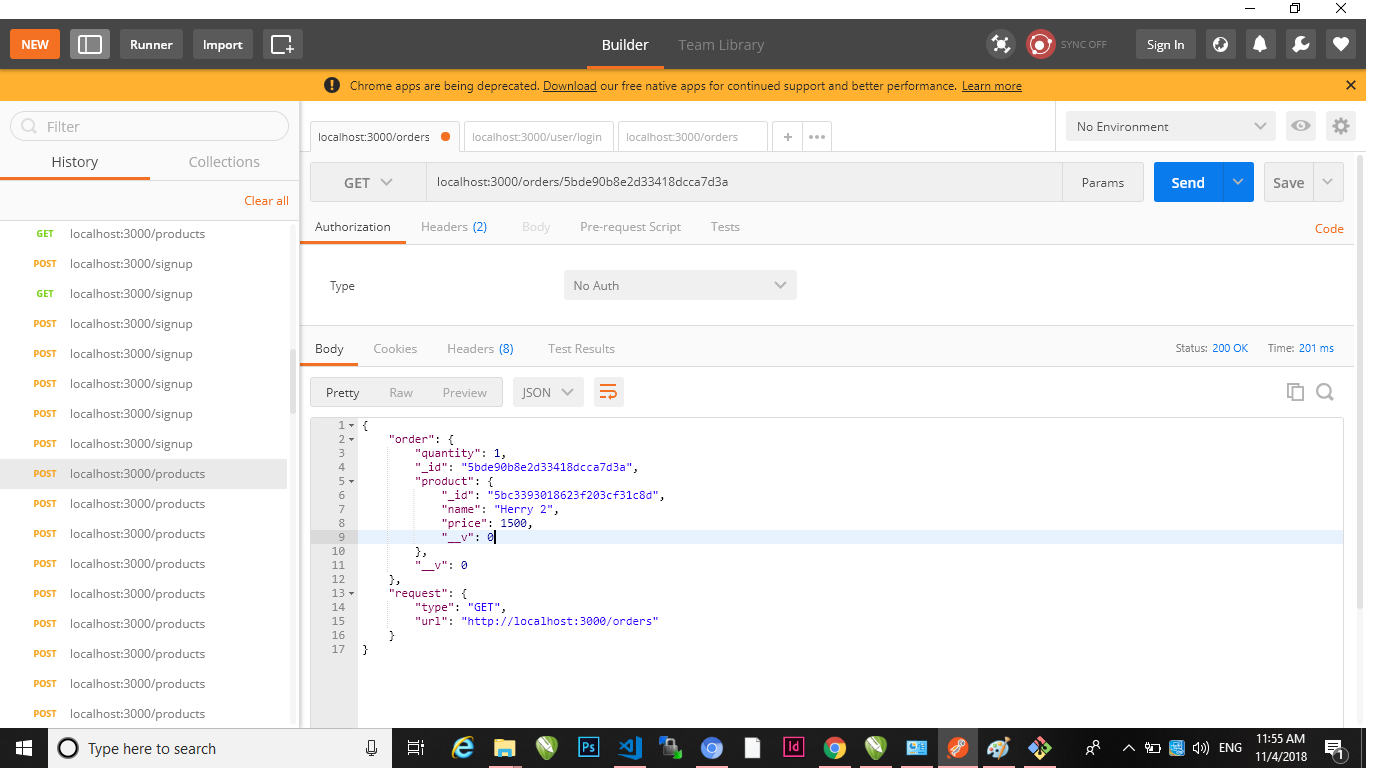 NEW
Runner
Import
Builder
Team Library
SYNC OFF
Sign In
Chrome apps are being deprecated. Download our free native apps for continued support and better performance. Learn more
Filter
History
Collections
Clear all
GET localhost:3000/products
POST localhost:3000/signup
GET localhost:3000/signup
POST localhost:3000/signup
POST localhost:3000/signup
POST localhost:3000/signup
POST localhost:3000/signup
POST localhost:3000/signup
POST localhost:3000/products
POST localhost:3000/products
POST localhost:3000/products
POST localhost:3000/products
POST localhost:3000/products
POST localhost:3000/products
POST localhost:3000/products
POST localhost:3000/products
POST localhost:3000/products
localhost:3000/orders
localhost:3000/user/login
localhost:3000/orders
No Environment
GET
localhost:3000/orders/5bde90b8e2d33418dcca7d3a
Params
Send
Save
Authorization
Headers (2)
Body
Pre-request Script
Tests
Code
Type
No Auth
Body
Cookies
Headers (8)
Test Results
Status: 200 OK
Time: 201 ms
Pretty
Raw
Preview
JSON
1 {
2 "order": {
3 "quantity": 1,
4 "_id": "5bde90b8e2d33418dcca7d3a",
5 "product": {
6 "_id": "5bc3393018623f203cf31c8d",
7 "name": "Herry 2",
8 "price": 1500,
9 "__v": 0
10 },
11 "__v": 0
12 },
13 "request": {
14 "type": "GET",
15 "url": "http://localhost:3000/orders"
16 }
17 }
Type here to search
Ps
Id
ENG
11:55 AM
11/4/2018
1